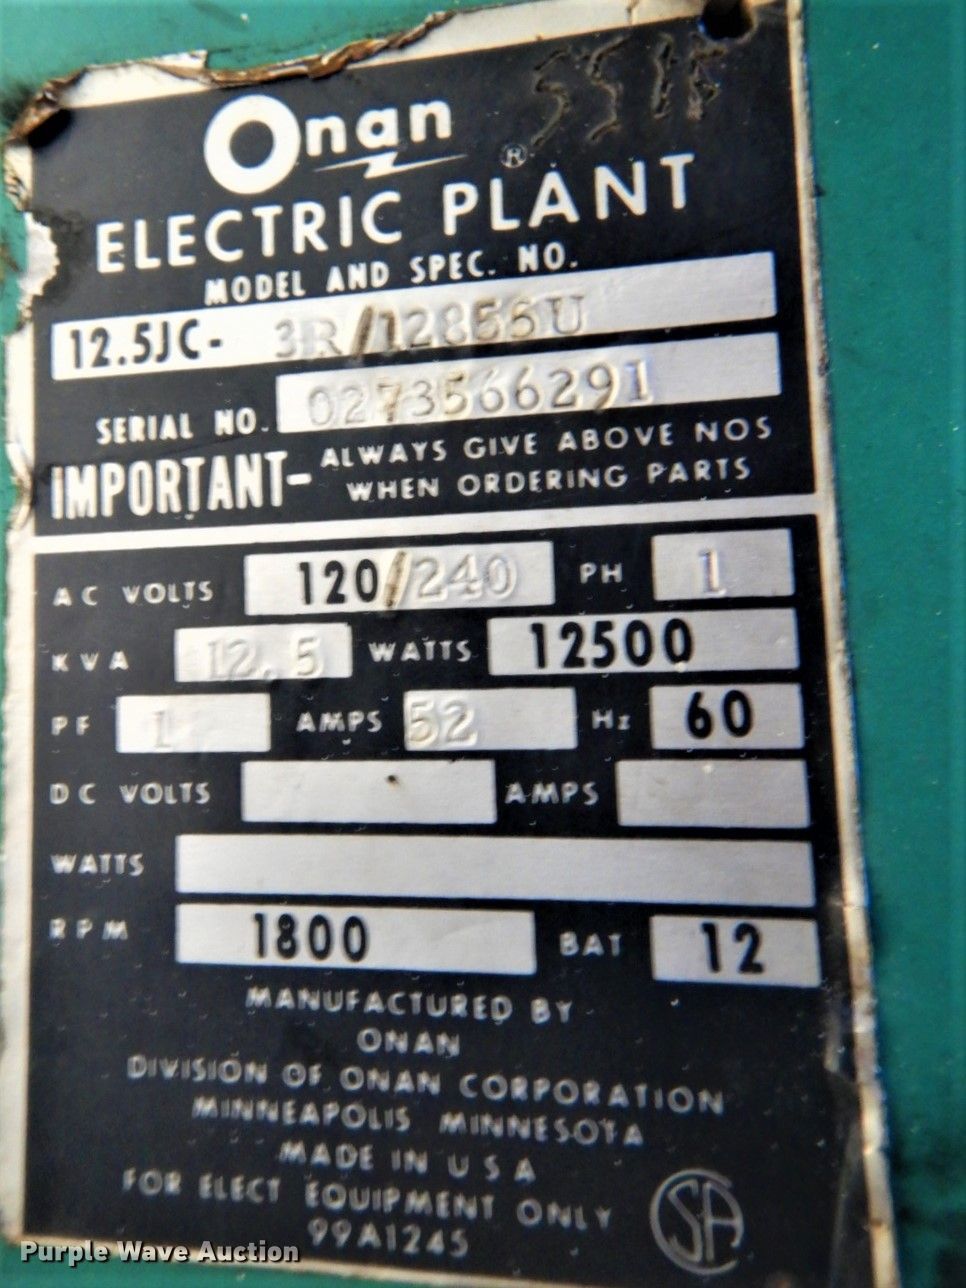 Onan
®
ELECTRIC PLANT
MODEL AND SPEC. NO.
12.5JC- 3R/12856U
SERIAL NO. 0273566291
IMPORTANT- ALWAYS GIVE ABOVE NOS
WHEN ORDERING PARTS
AC VOLTS 120/240 PH 1
KVA 12.5 WATTS 12500
PF 1 AMPS 52 Hz 60
DC VOLTS AMPS
WATTS
RPM 1800 BAT 12
MANUFACTURED BY
ONAN
DIVISION OF ONAN CORPORATION
MINNEAPOLIS MINNESOTA
MADE IN U S A
FOR ELECT EQUIPMENT ONLY
99A1245
SA
Purple Wave Auction